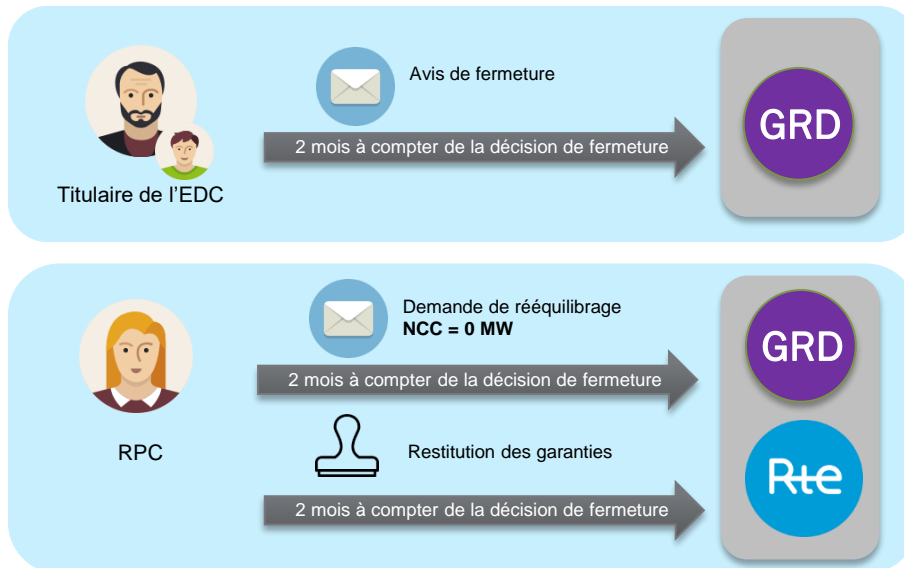 Avis de fermeture
2 mois à compter de la décision de fermeture
GRD
Titulaire de l'EDC
Demande de rééquilibrage
NCC = 0 MW
2 mois à compter de la décision de fermeture
GRD
RPC
Restitution des garanties
2 mois à compter de la décision de fermeture
Rte